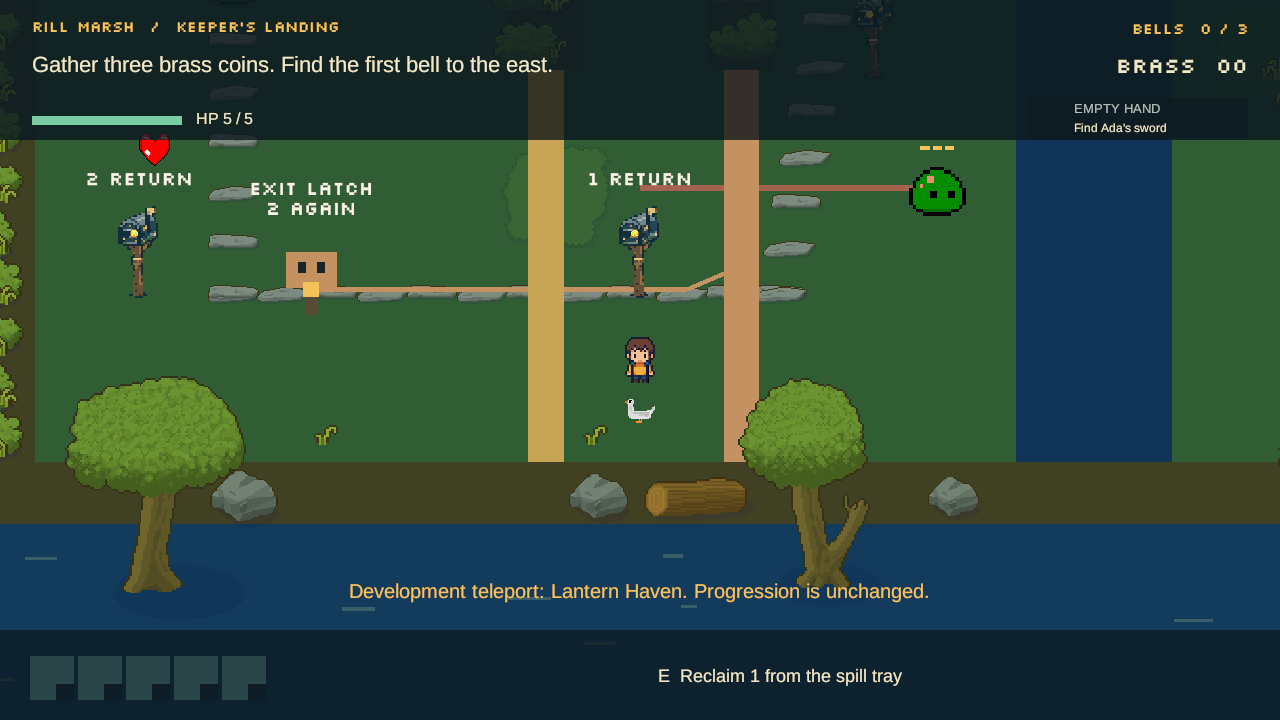 RILL MARSH / KEEPER'S LANDING
BELLS 0 / 3
Gather three brass coins. Find the first bell to the east.
BRASS 00
HP 5 / 5
EMPTY HAND
Find Ada's sword
2 RETURN
EXIT LATCH
2 AGAIN
1 RETURN
Development teleport: Lantern Haven. Progression is unchanged.
E Reclaim 1 from the spill tray